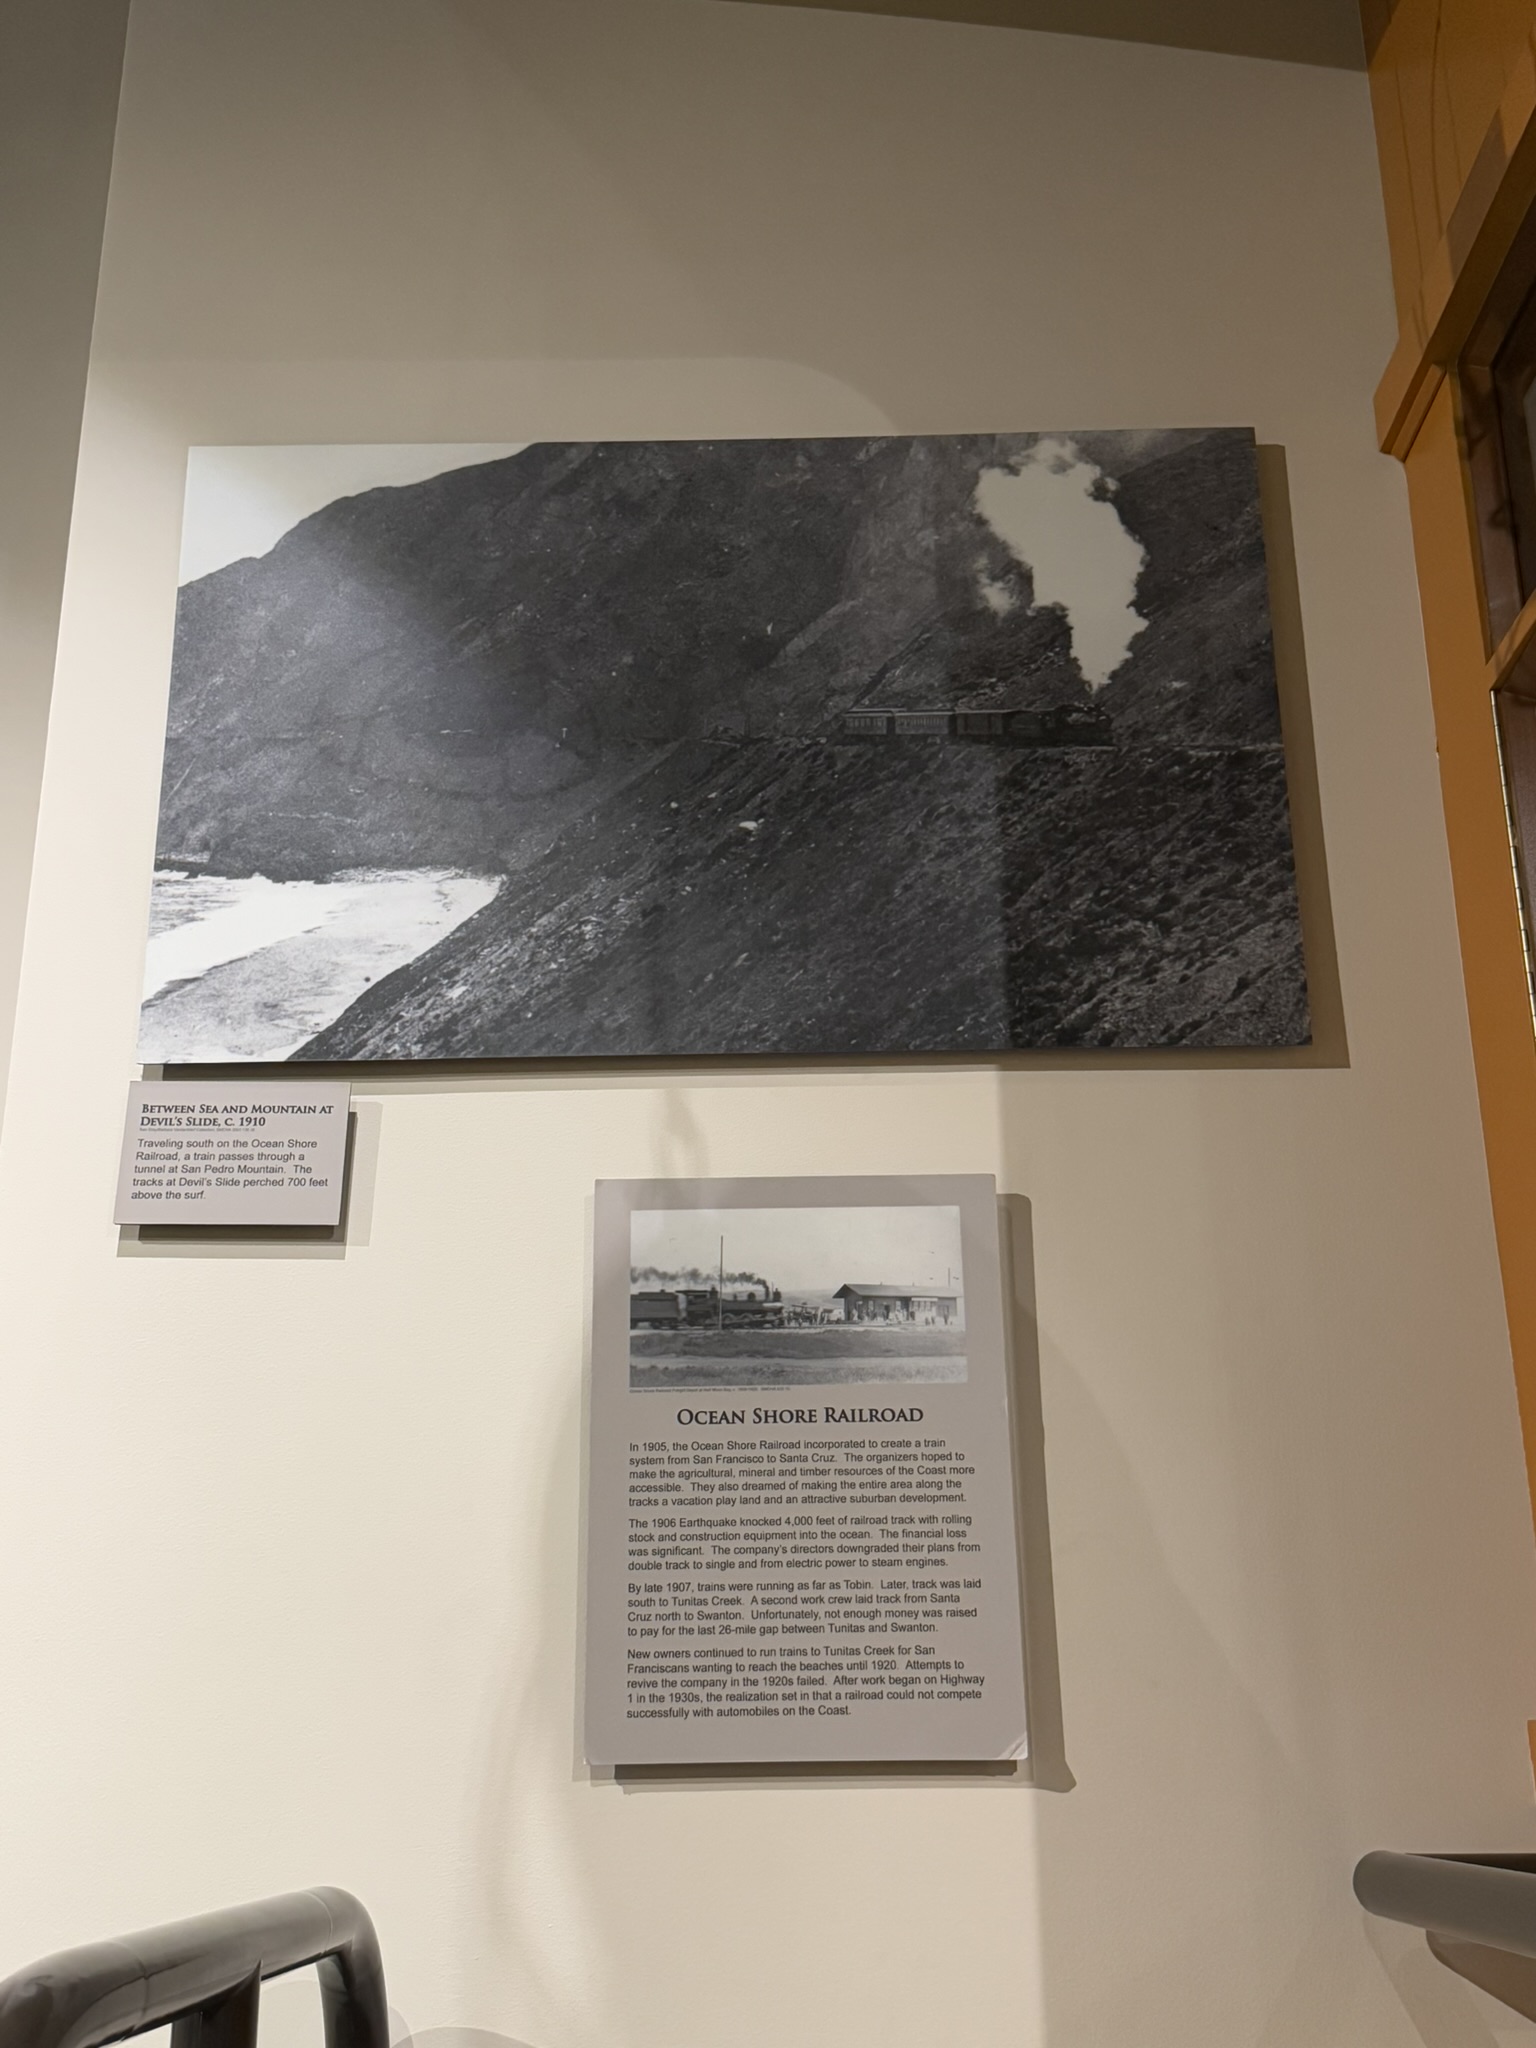 BETWEEN SEA AND MOUNTAIN AT
DEVIL'S SLIDE, C. 1910
Traveling south on the Ocean Shore
Railroad, a train passes through a
tunnel at San Pedro Mountain. The
tracks at Devil's Slide perched 700 feet
above the surf.
OCEAN SHORE RAILROAD
In 1905, the Ocean Shore Railroad incorporated to create a train
system from San Francisco to Santa Cruz. The organizers hoped to
make the agricultural, mineral and timber resources of the Coast more
accessible. They also dreamed of making the entire area along the
tracks a vacation play land and an attractive suburban development.
The 1906 Earthquake knocked 4,000 feet of railroad track with rolling
stock and construction equipment into the ocean. The financial loss
was significant. The company's directors downgraded their plans from
double track to single and from electric power to steam engines.
By late 1907, trains were running as far as Tobin. Later, track was laid
south to Tunitas Creek. A second work crew laid track from Santa
Cruz north to Swanton. Unfortunately, not enough money was raised
to pay for the last 26-mile gap between Tunitas and Swanton.
New owners continued to run trains to Tunitas Creek for San
Franciscans wanting to reach the beaches until 1920. Attempts to
revive the company in the 1920s failed. After work began on Highway
1 in the 1930s, the realization set in that a railroad could not compete
successfully with automobiles on the Coast.